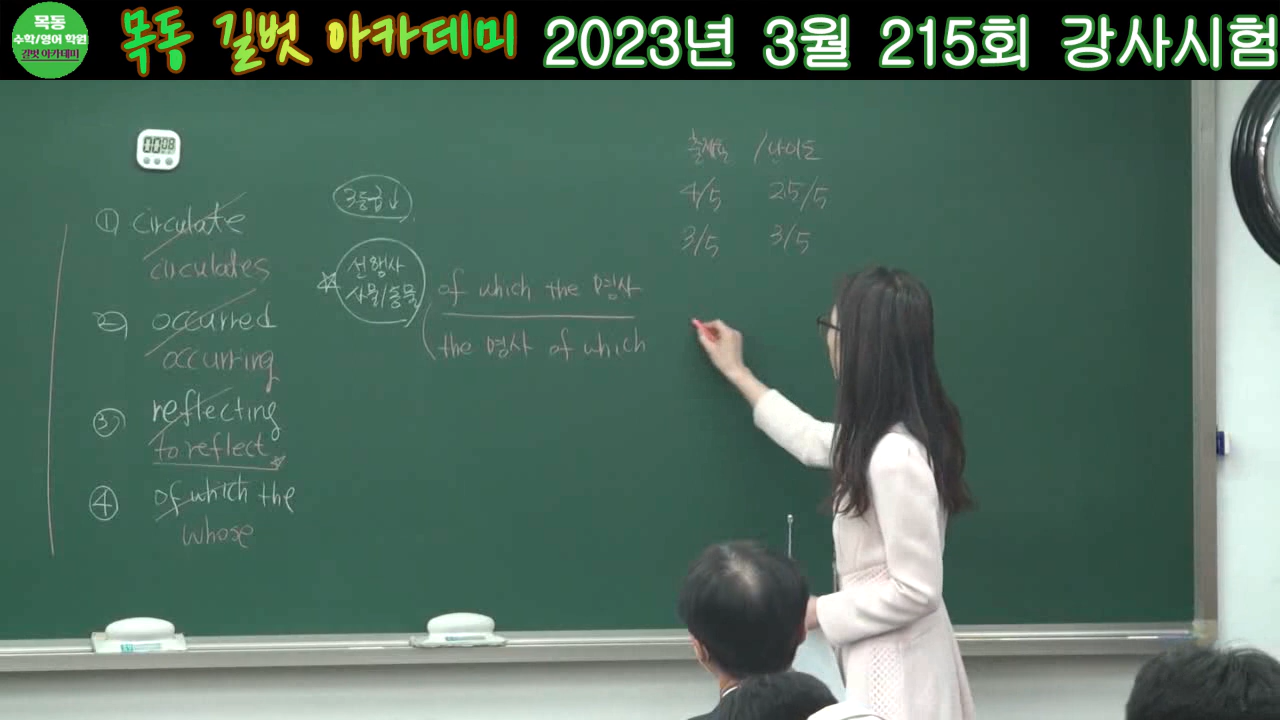 목동
수학/영어 학원
길벗 아카데미
목동 길벗 아카데미 2023년 3월 215회 강사시험
00:08
① circulate
circulates
② occurred
occurring
③ reflecting
to reflect
④ of which the
whose
3등급↓
선행사
사물/동물
of which the 명사
the 명사 of which
출제율 / 난이도
4/5 2.5/5
3/5 3/5